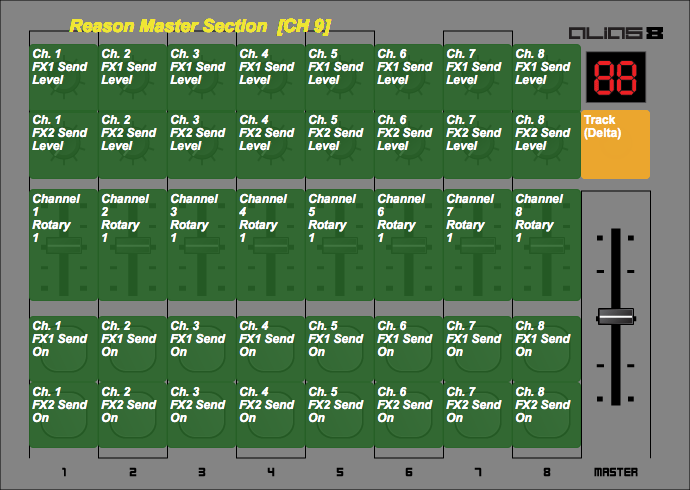 Reason Master Section [CH 9]
ALIAS 8
Ch. 1 Ch. 2 Ch. 3 Ch. 4 Ch. 5 Ch. 6 Ch. 7 Ch. 8
FX1 Send FX1 Send FX1 Send FX1 Send FX1 Send FX1 Send FX1 Send FX1 Send
Level Level Level Level Level Level Level Level
88
Ch. 1 Ch. 2 Ch. 3 Ch. 4 Ch. 5 Ch. 6 Ch. 7 Ch. 8 Track
FX2 Send FX2 Send FX2 Send FX2 Send FX2 Send FX2 Send FX2 Send FX2 Send (Delta)
Level Level Level Level Level Level Level Level
Channel Channel Channel Channel Channel Channel Channel Channel
1 2 3 4 5 6 7 8
Rotary Rotary Rotary Rotary Rotary Rotary Rotary Rotary
1 1 1 1 1 1 1 1
Ch. 1 Ch. 2 Ch. 3 Ch. 4 Ch. 5 Ch. 6 Ch. 7 Ch. 8
FX1 Send FX1 Send FX1 Send FX1 Send FX1 Send FX1 Send FX1 Send FX1 Send
On On On On On On On On
Ch. 1 Ch. 2 Ch. 3 Ch. 4 Ch. 5 Ch. 6 Ch. 7 Ch. 8
FX2 Send FX2 Send FX2 Send FX2 Send FX2 Send FX2 Send FX2 Send FX2 Send
On On On On On On On On
1 2 3 4 5 6 7 8 MASTER